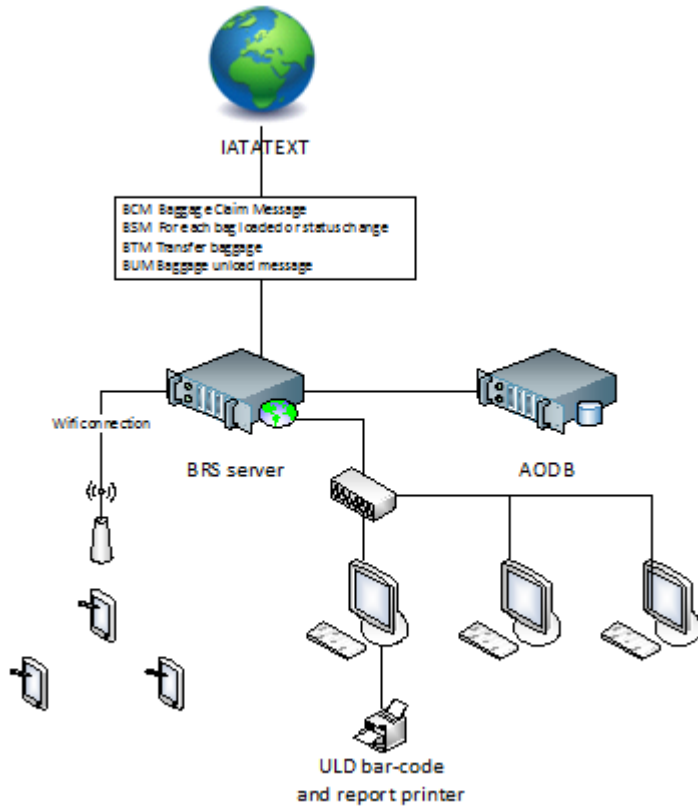 IATATEXT
BCM Baggage Claim Message
BSM For each bag loaded or status change
BTM Transfer baggage
BUM Baggage unload message
Wifi connection
BRS server
AODB
ULD bar-code
and report printer